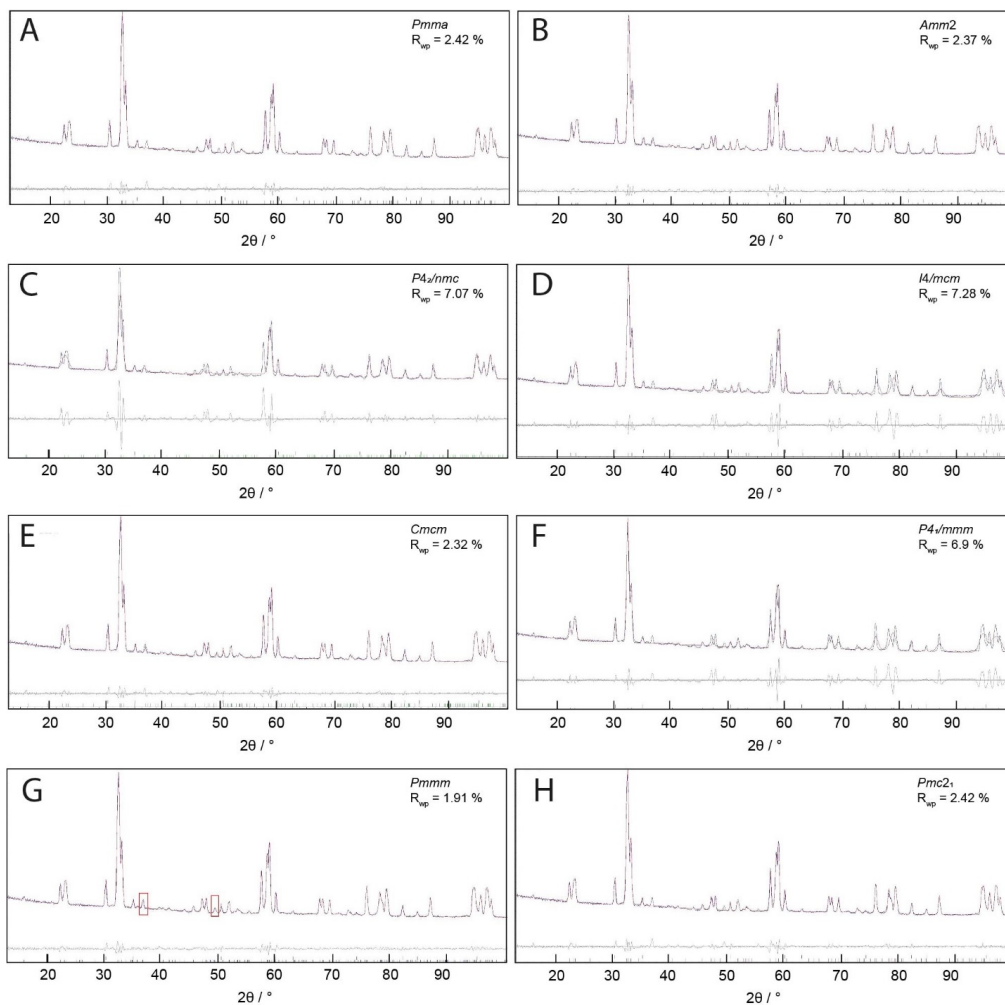 A
Pmma
Rwp = 2.42 %
20 30 40 50 60 70 80 90
2θ / °
B
Amm2
Rwp = 2.37 %
20 30 40 50 60 70 80 90
2θ / °
C
P4₂/nmc
Rwp = 7.07 %
20 30 40 50 60 70 80 90
2θ / °
D
I4/mcm
Rwp = 7.28 %
20 30 40 50 60 70 80 90
2θ / °
E
Cmcm
Rwp = 2.32 %
20 30 40 50 60 70 80 90
2θ / °
F
P4₁/mmm
Rwp = 6.9 %
20 30 40 50 60 70 80 90
2θ / °
G
Pmmm
Rwp = 1.91 %
20 30 40 50 60 70 80 90
2θ / °
H
Pmc2₁
Rwp = 2.42 %
20 30 40 50 60 70 80 90
2θ / °